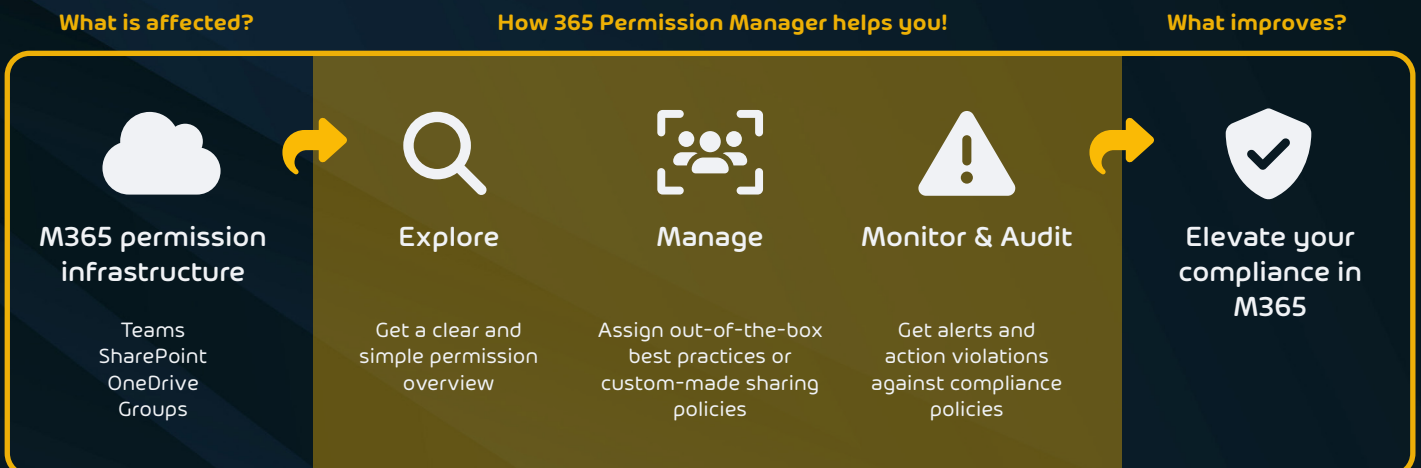 What is affected?
How 365 Permission Manager helps you!
What improves?
M365 permission
infrastructure
Teams
SharePoint
OneDrive
Groups
Explore
Get a clear and
simple permission
overview
Manage
Assign out-of-the-box
best practices or
custom-made sharing
policies
Monitor & Audit
Get alerts and
action violations
against compliance
policies
Elevate your
compliance in
M365